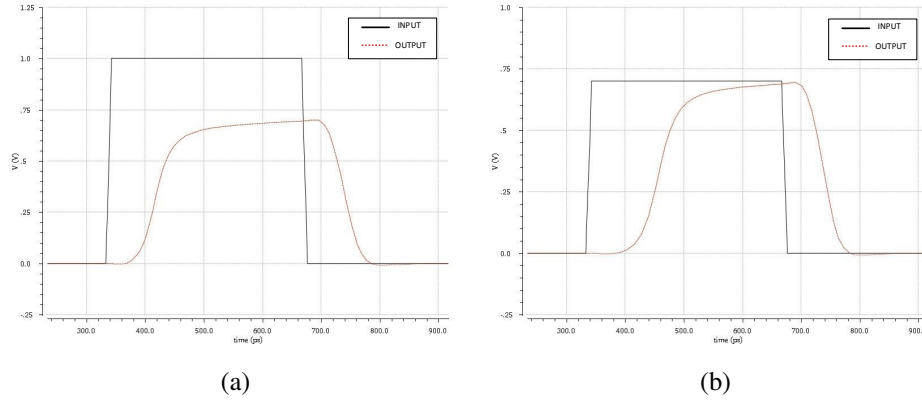 1.25
1.0
.75
.5
.25
0.0
-.25
V (V)
INPUT
OUTPUT
300.0 400.0 500.0 600.0 700.0 800.0 900.0
time (ps)
(a)
1.0
.75
.5
.25
0.0
-.25
V (V)
INPUT
OUTPUT
300.0 400.0 500.0 600.0 700.0 800.0 900.
time (ps)
(b)